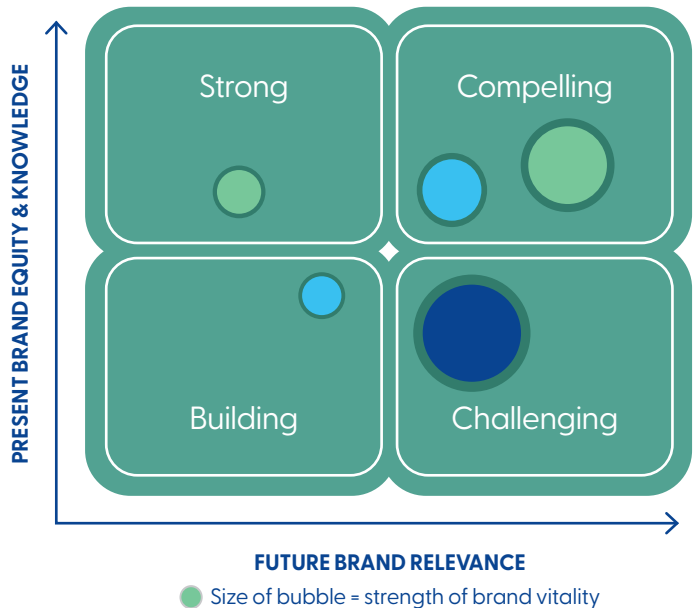 PRESENT BRAND EQUITY & KNOWLEDGE
Strong
Compelling
Building
Challenging
FUTURE BRAND RELEVANCE
Size of bubble = strength of brand vitality